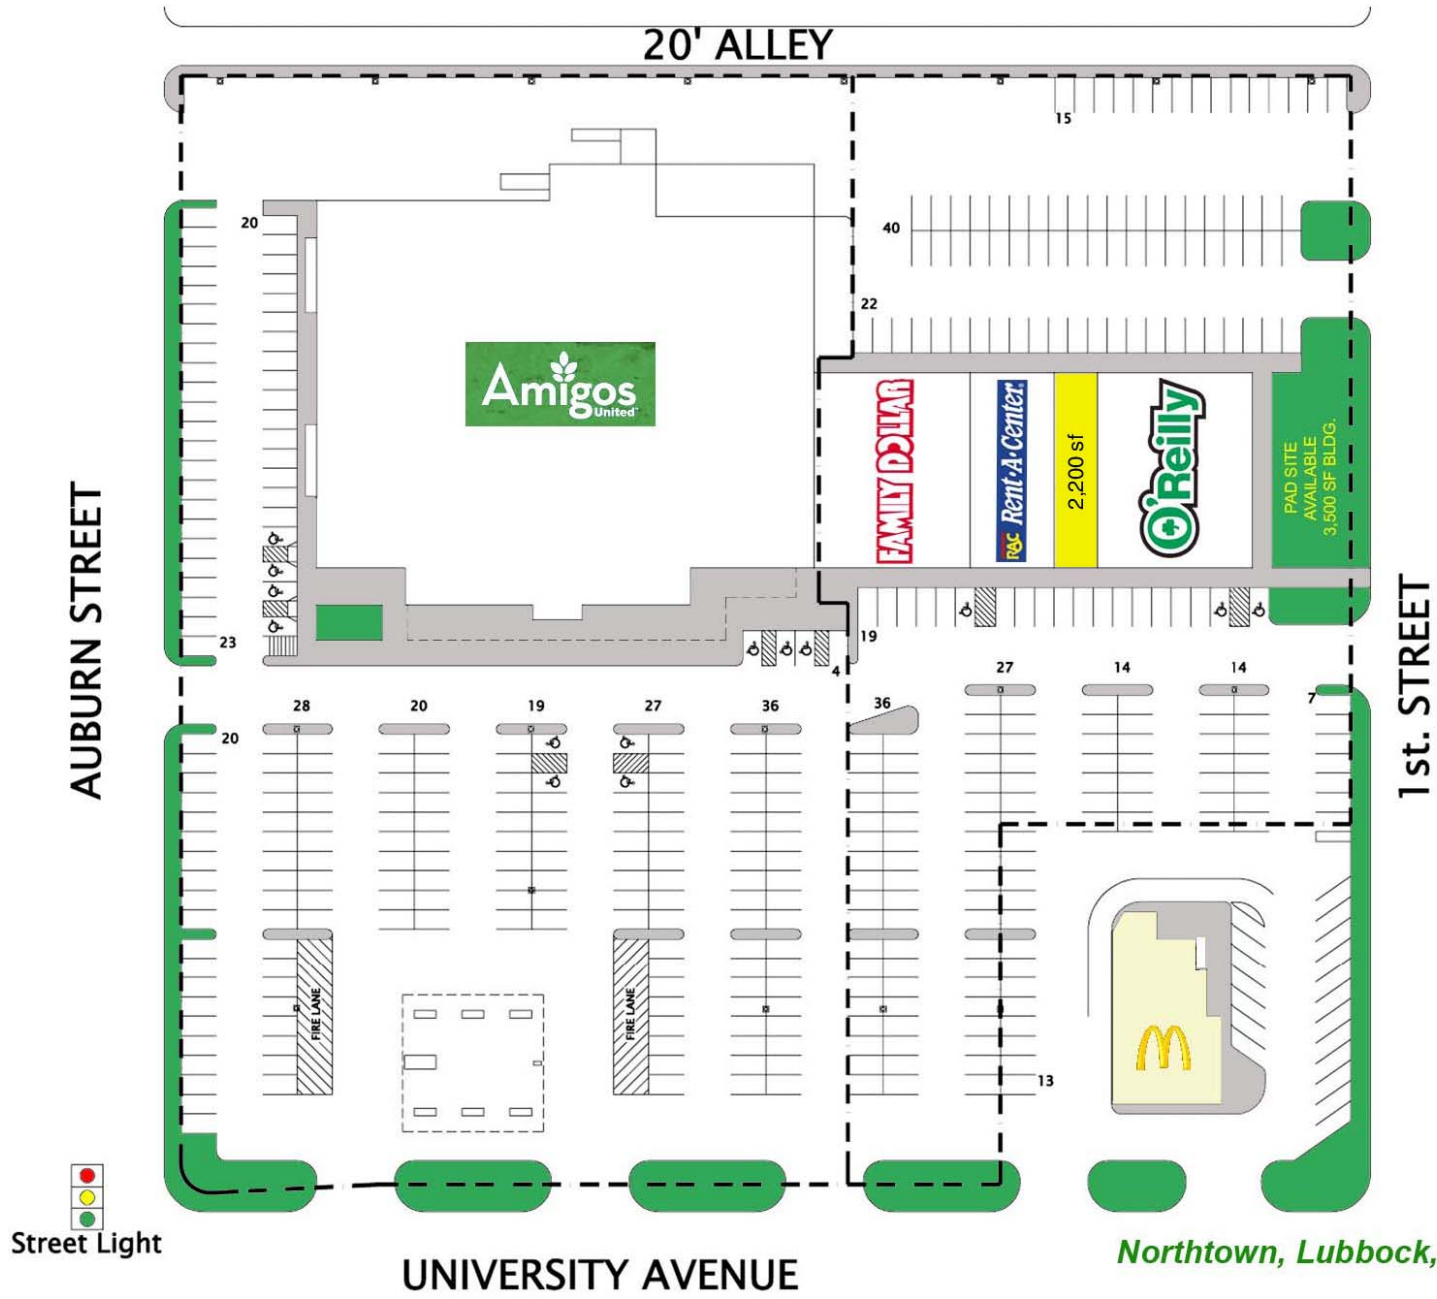 20' ALLEY
15
20
40
22
Amigos
United
FAMILY DOLLAR
RAC Rent-A-Center
2,200 sf
O'Reilly
PAD SITE
AVAILABLE
3,500 SF BLDG.
AUBURN STREET
1st. STREET
23
19
4
27
14
14
7
28
20
19
27
36
36
20
FIRE LANE
FIRE LANE
13
Street Light
UNIVERSITY AVENUE
Northtown, Lubbock,